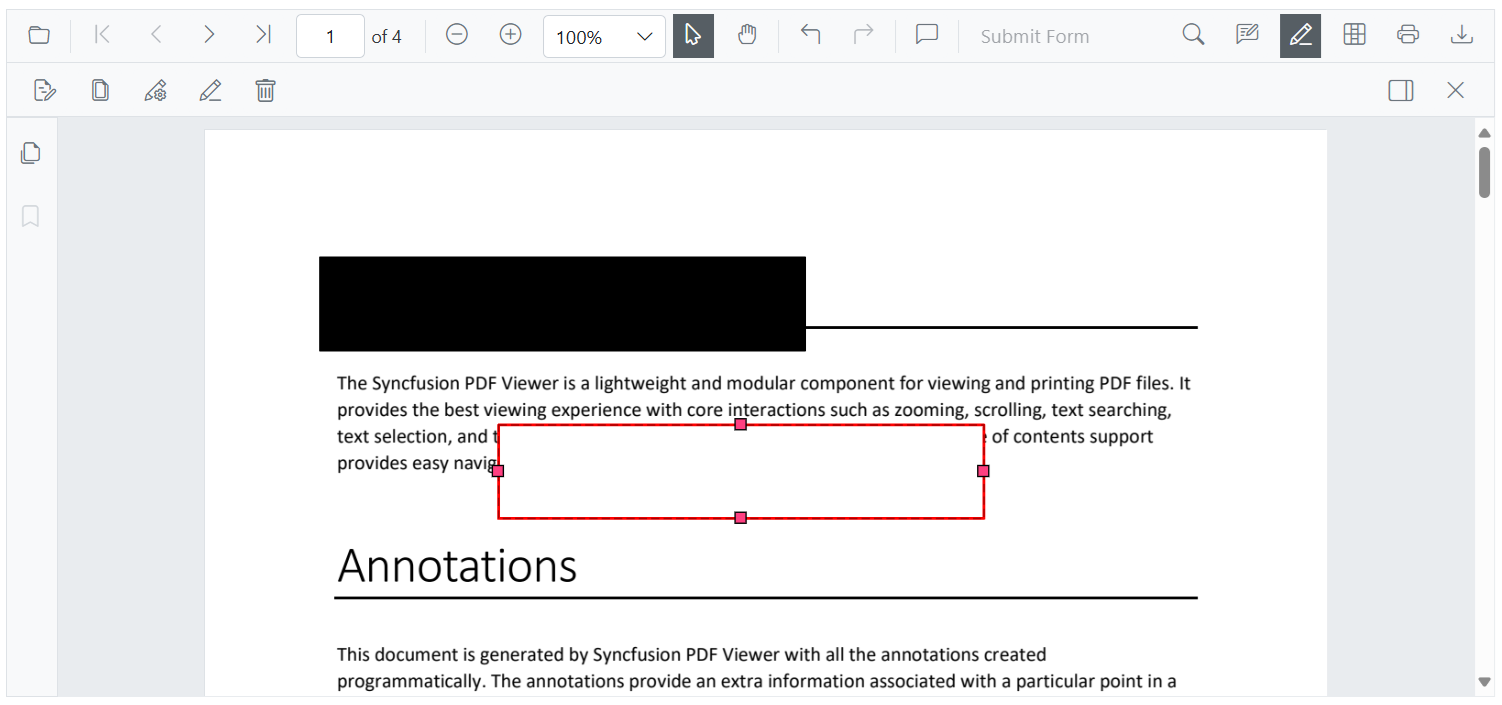 1 of 4 100% Submit Form
The Syncfusion PDF Viewer is a lightweight and modular component for viewing and printing PDF files. It
provides the best viewing experience with core interactions such as zooming, scrolling, text searching,
text selection, and of contents support
provides easy
Annotations
This document is generated by Syncfusion PDF Viewer with all the annotations created
programmatically. The annotations provide an extra information associated with a particular point in a